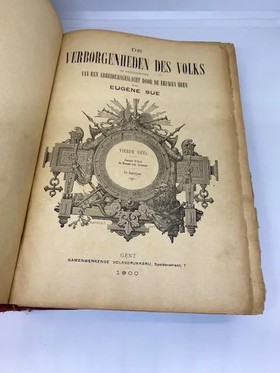 DE
VERBORGENHEDEN DES VOLKS
VAN EEN ARBEIDERSGESLACHT DOOR DE EEUWEN HEEN
EUGÈNE SUE
VIERDE DEEL
GENT
SAMENWERKENDE VOLKSDRUKKERIJ,
1900